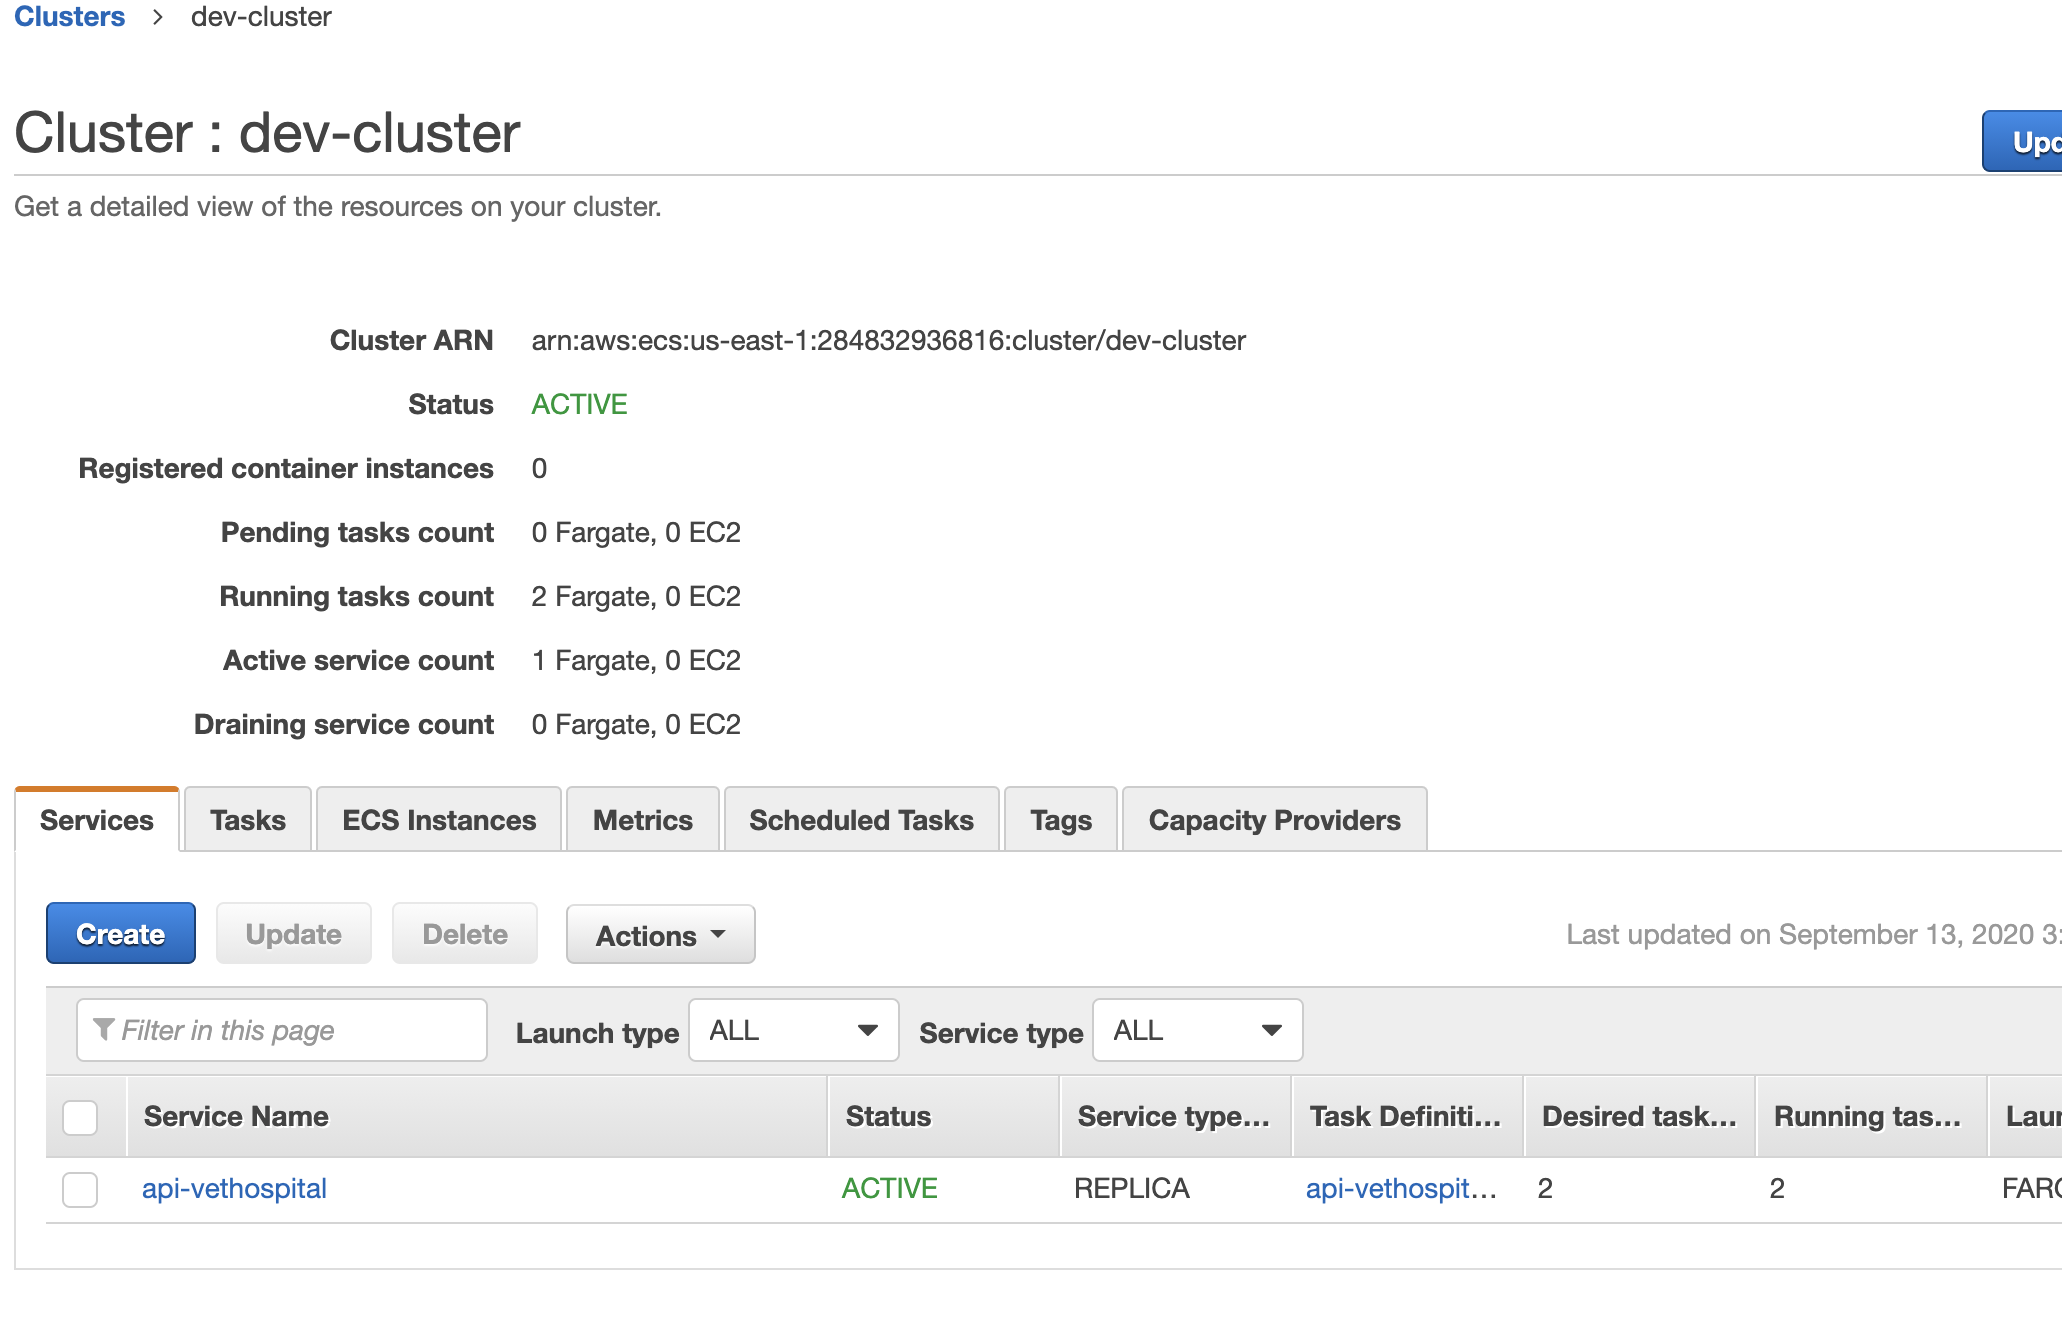 Clusters > dev-cluster
Cluster : dev-cluster
Get a detailed view of the resources on your cluster.
Cluster ARN arn:aws:ecs:us-east-1:284832936816:cluster/dev-cluster
Status ACTIVE
Registered container instances 0
Pending tasks count 0 Fargate, 0 EC2
Running tasks count 2 Fargate, 0 EC2
Active service count 1 Fargate, 0 EC2
Draining service count 0 Fargate, 0 EC2
Services Tasks ECS Instances Metrics Scheduled Tasks Tags Capacity Providers
Create Update Delete Actions Last updated on September 13, 2020 3:
Filter in this page Launch type ALL Service type ALL
Service Name Status Service type... Task Definiti... Desired task... Running tas...
api-vethospital ACTIVE REPLICA api-vethospit... 2 2